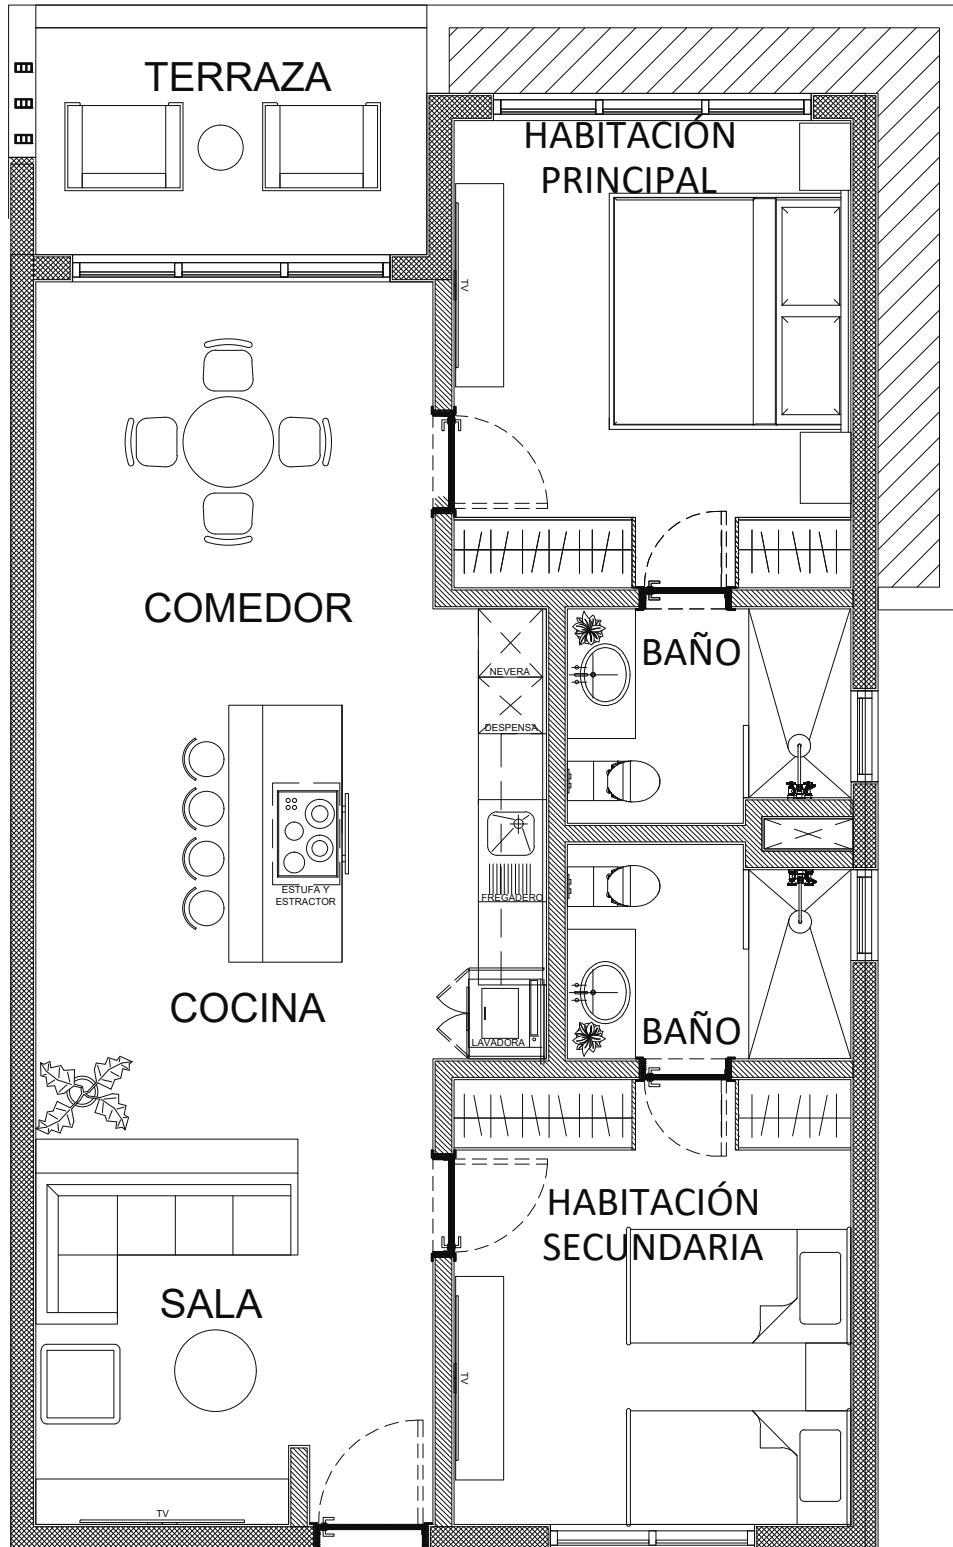 TERRAZA
HABITACIÓN
PRINCIPAL
TV
COMEDOR
BAÑO
NEVERA
DESPENSA
ESTUFA Y
ESTRACTOR
FREGADERO
COCINA
BAÑO
LAVADORA
HABITACIÓN
SECUNDARIA
SALA
TV
TV